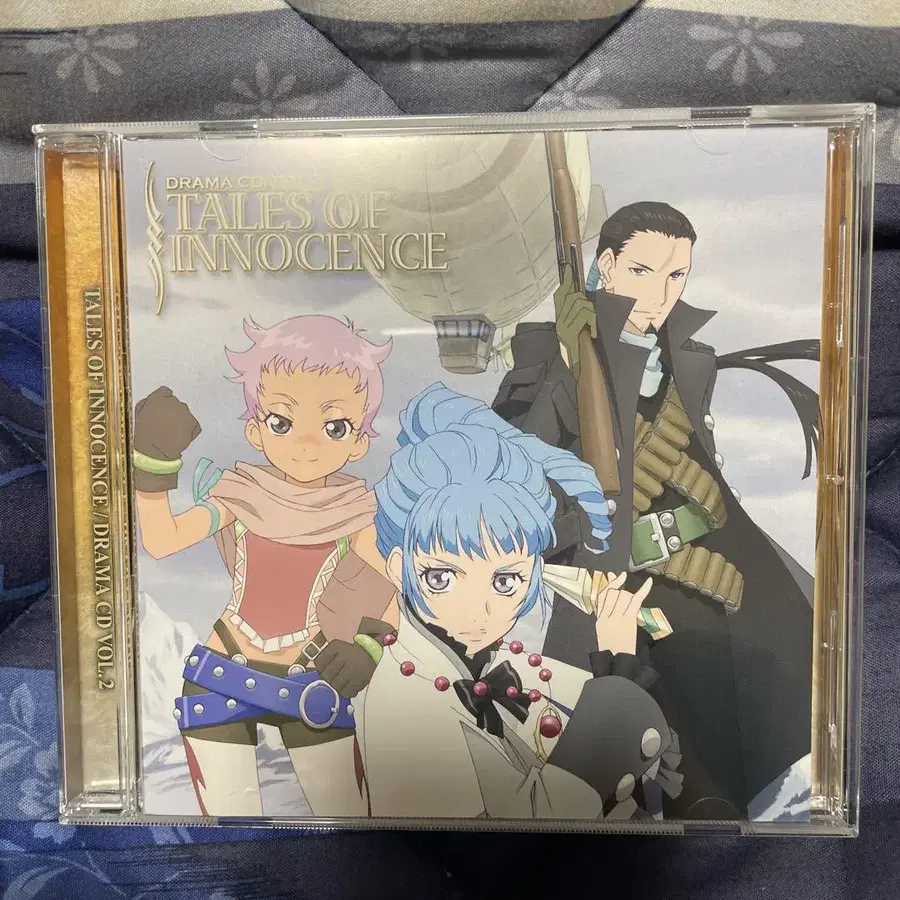 DRAMA CD VOL.2
TALES OF
INNOCENCE
TALES OF INNOCENCE / DRAMA CD VOL.2